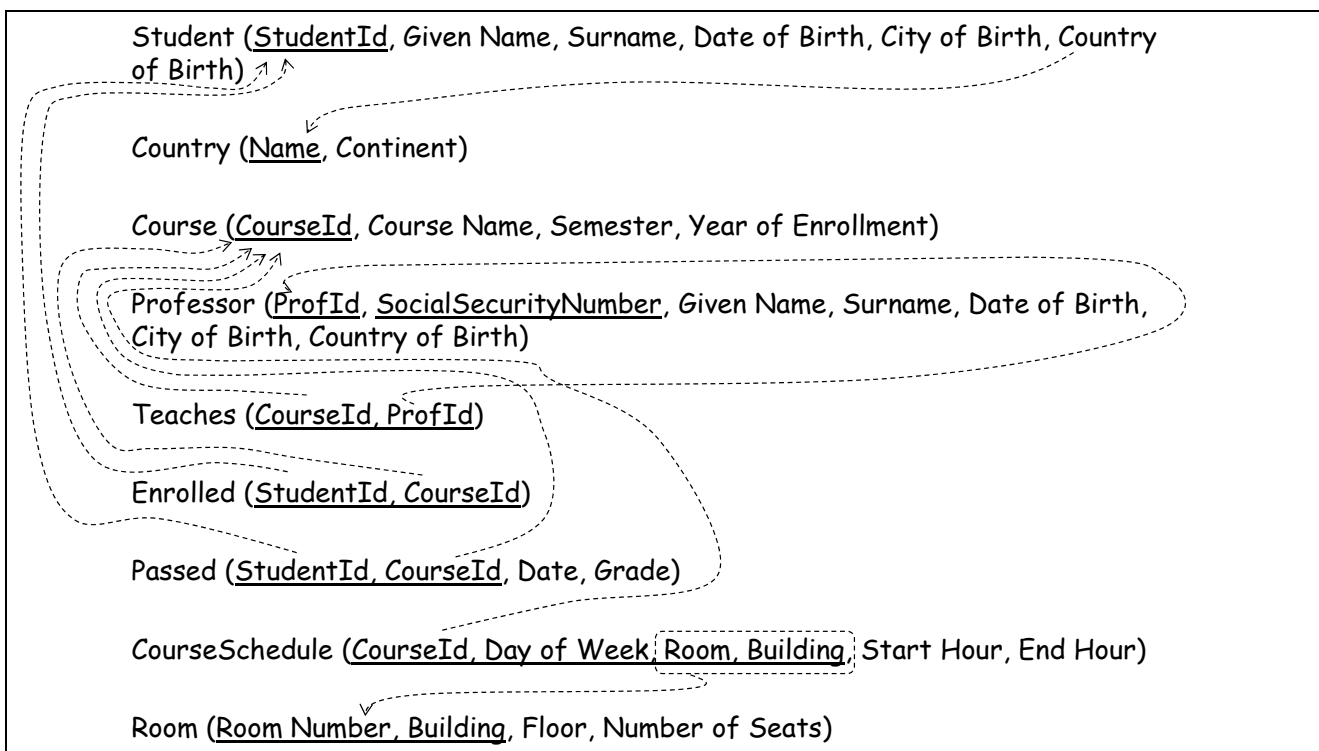 Student (StudentId, Given Name, Surname, Date of Birth, City of Birth, Country
of Birth)
Country (Name, Continent)
Course (CourseId, Course Name, Semester, Year of Enrollment)
Professor (ProfId, SocialSecurityNumber, Given Name, Surname, Date of Birth,
City of Birth, Country of Birth)
Teaches (CourseId, ProfId)
Enrolled (StudentId, CourseId)
Passed (StudentId, CourseId, Date, Grade)
CourseSchedule (CourseId, Day of Week, Room, Building, Start Hour, End Hour)
Room (Room Number, Building, Floor, Number of Seats)